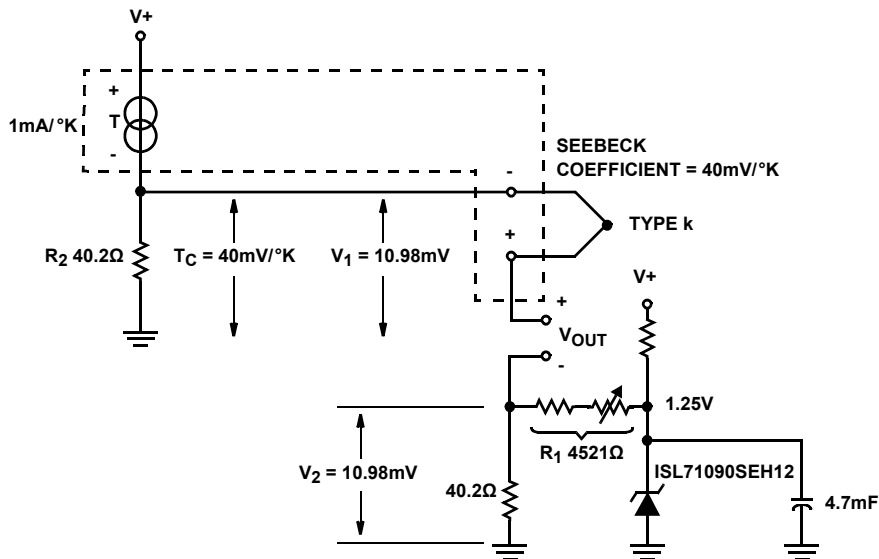 V+
+
1mA/°K
T
-
SEEBECK
COEFFICIENT = 40mV/°K
-
TYPE k
+
R2 40.2Ω
TC = 40mV/°K
V1 = 10.98mV
V+
+
VOUT
-
1.25V
R1 4521Ω
V2 = 10.98mV
ISL71090SEH12
40.2Ω
4.7mF